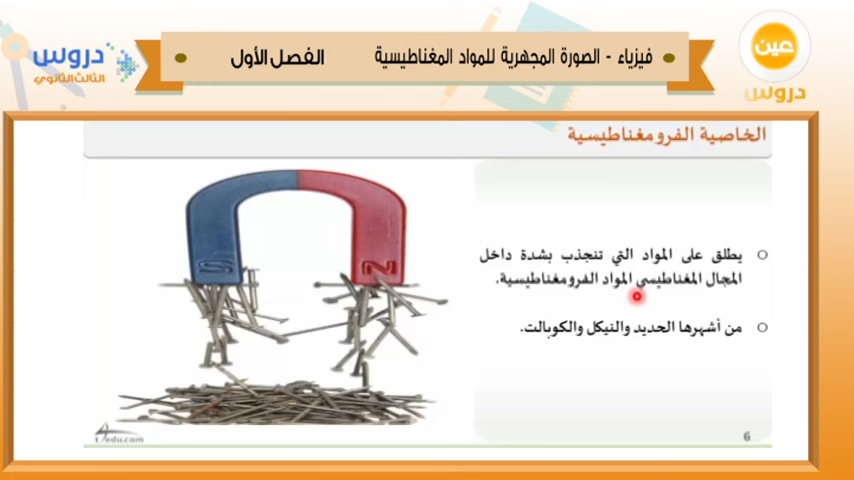 فيزياء - الصورة المجهرية للمواد المغناطيسية
الفصل الأول
عين
دروس
دروس
الثالث الثانوي
الخاصية الفرومغناطيسية
يطلق على المواد التي تنجذب بشدة داخل
المجال المغناطيسي المواد الفرومغناطيسية.
من أشهرها الحديد والنيكل والكوبالت.
S
N
t4edu.com
6